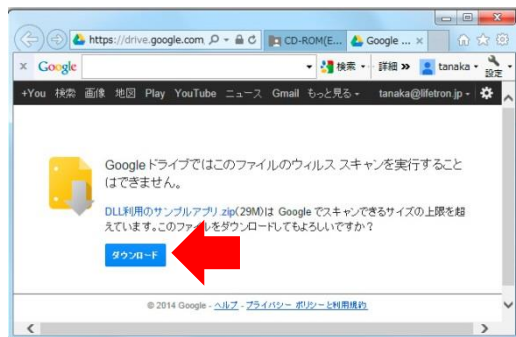 https://drive.google.com
CD-ROM(E...
Google ...
× Google 検索 詳細 » tanaka 設定
+You 検索 画像 地図 Play YouTube ニュース Gmail もっと見る tanaka@lifetron.jp
Googleドライブではこのファイルのウィルス スキャンを実行すること
はできません。
DLL利用のサンプルアプリ.zip(29M)は Google でスキャンできるサイズの上限を超
えています。このファイルをダウンロードしてもよろしいですか？
ダウンロード
© 2014 Google - ヘルプ - プライバシー ポリシーと利用規約